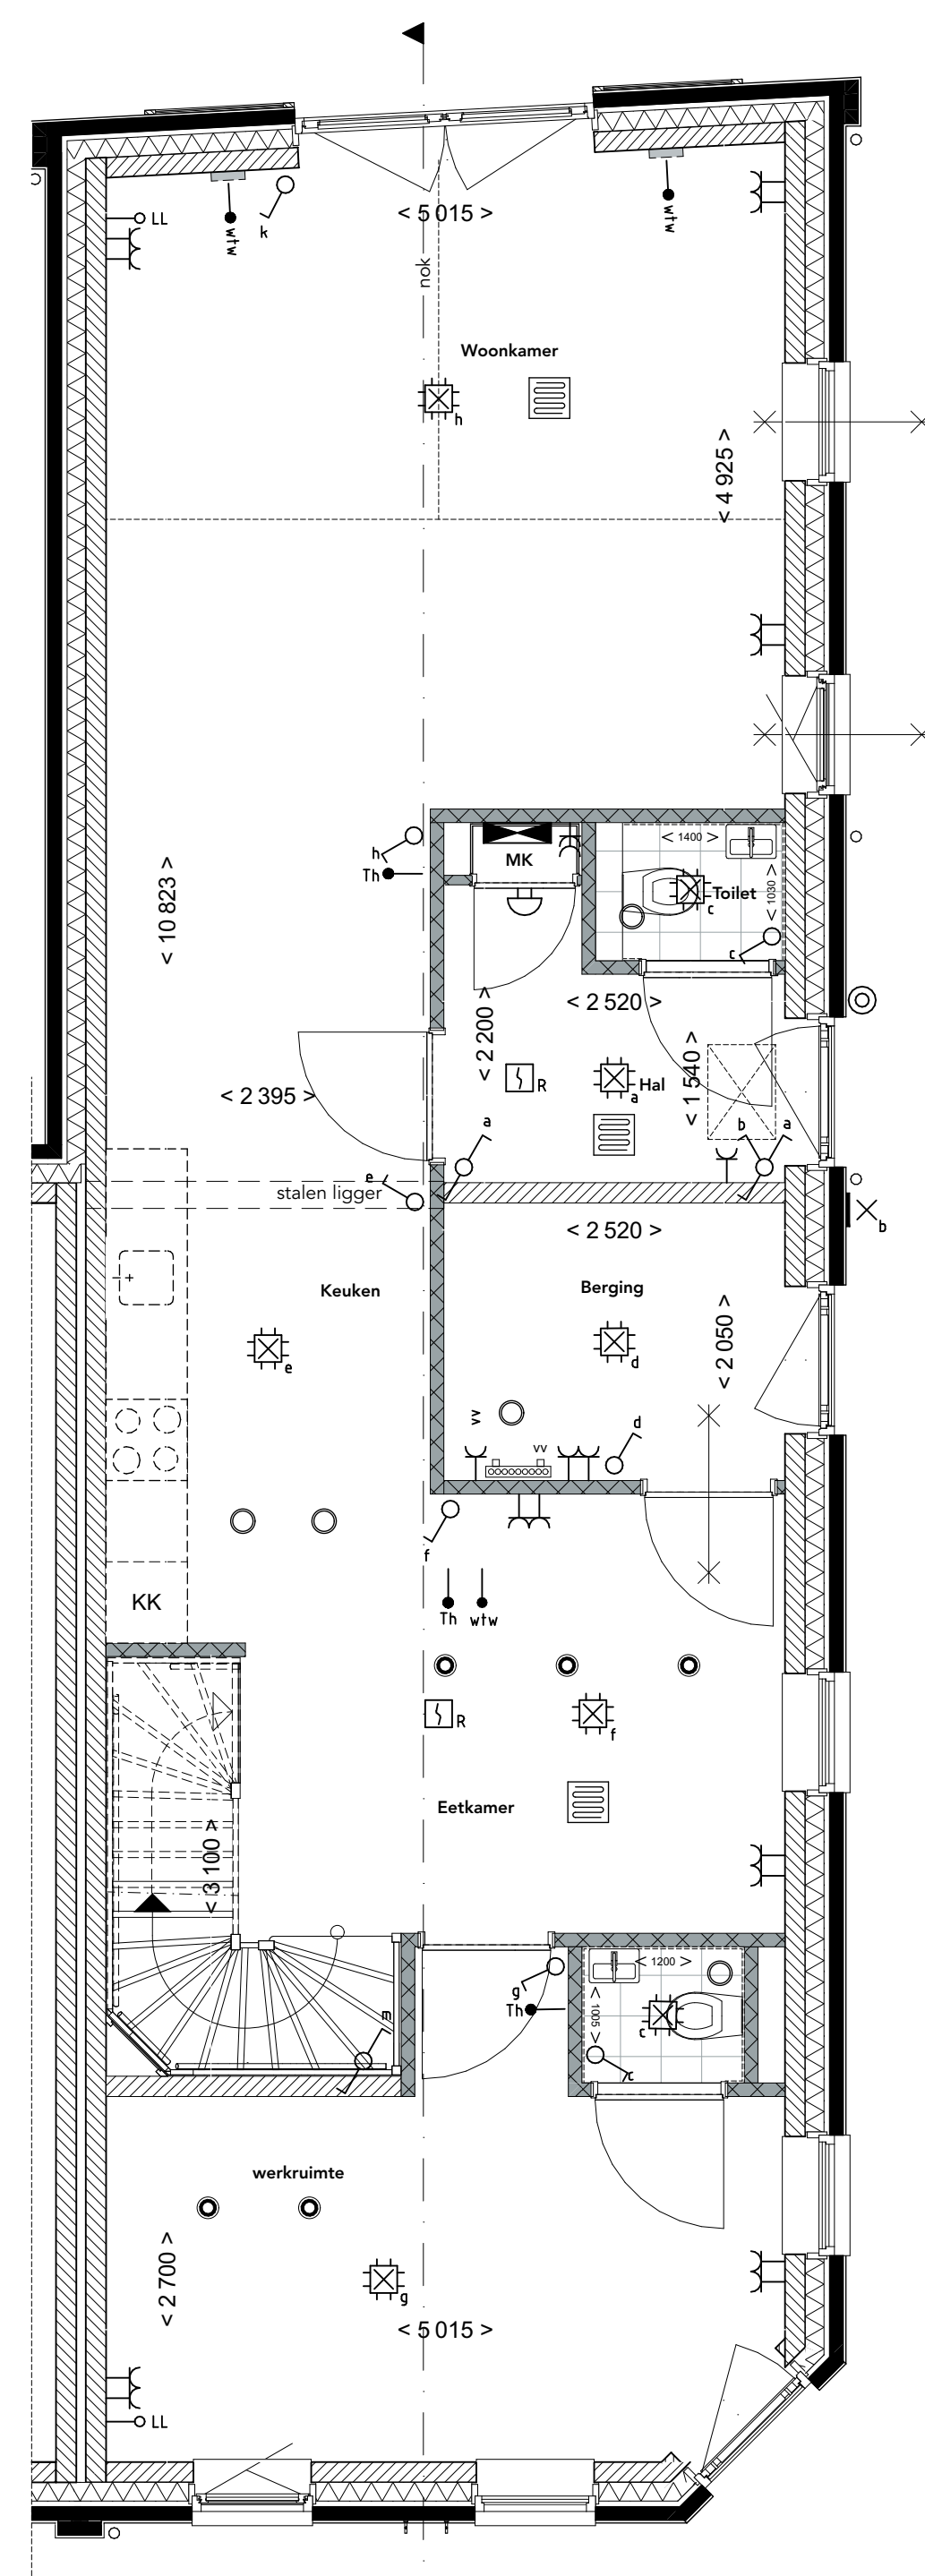 LL
wtw
k
< 5 015 >
wtw
nok
Woonkamer
h
< 4 925 >
h
Th
MK
< 1400 >
Toilet
c
< 1030 >
c
< 10 823 >
< 2 520 >
< 2 200 >
< 1 540 >
R
Hal
a
< 2 395 >
a
b
a
e
stalen ligger
b
< 2 520 >
Keuken
Berging
e
d
< 2 050 >
vv
vv
d
f
KK
Th
wtw
R
f
Eetkamer
< 3 100 >
g
Th
< 1200 >
< 1005 >
c
c
m
werkruimte
< 2 700 >
g
< 5 015 >
LL